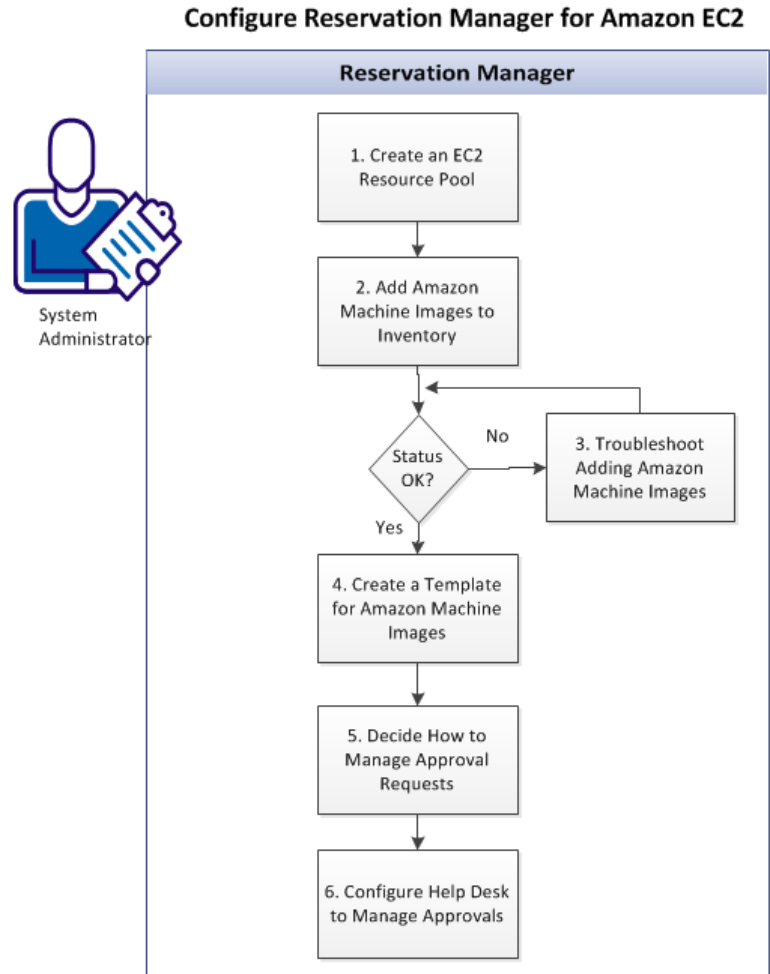 Configure Reservation Manager for Amazon EC2
Reservation Manager
System
Administrator
1. Create an EC2
Resource Pool
2. Add Amazon
Machine Images to
Inventory
Status
OK?
No
3. Troubleshoot
Adding Amazon
Machine Images
Yes
4. Create a Template
for Amazon Machine
Images
5. Decide How to
Manage Approval
Requests
6. Configure Help Desk
to Manage Approvals